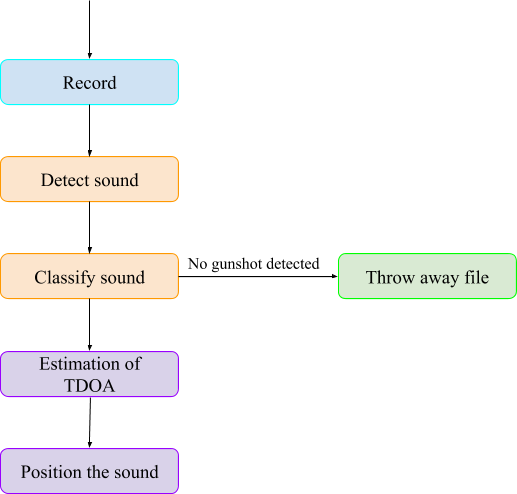 Record
Detect sound
Classify sound
No gunshot detected
Throw away file
Estimation of
TDOA
Position the sound